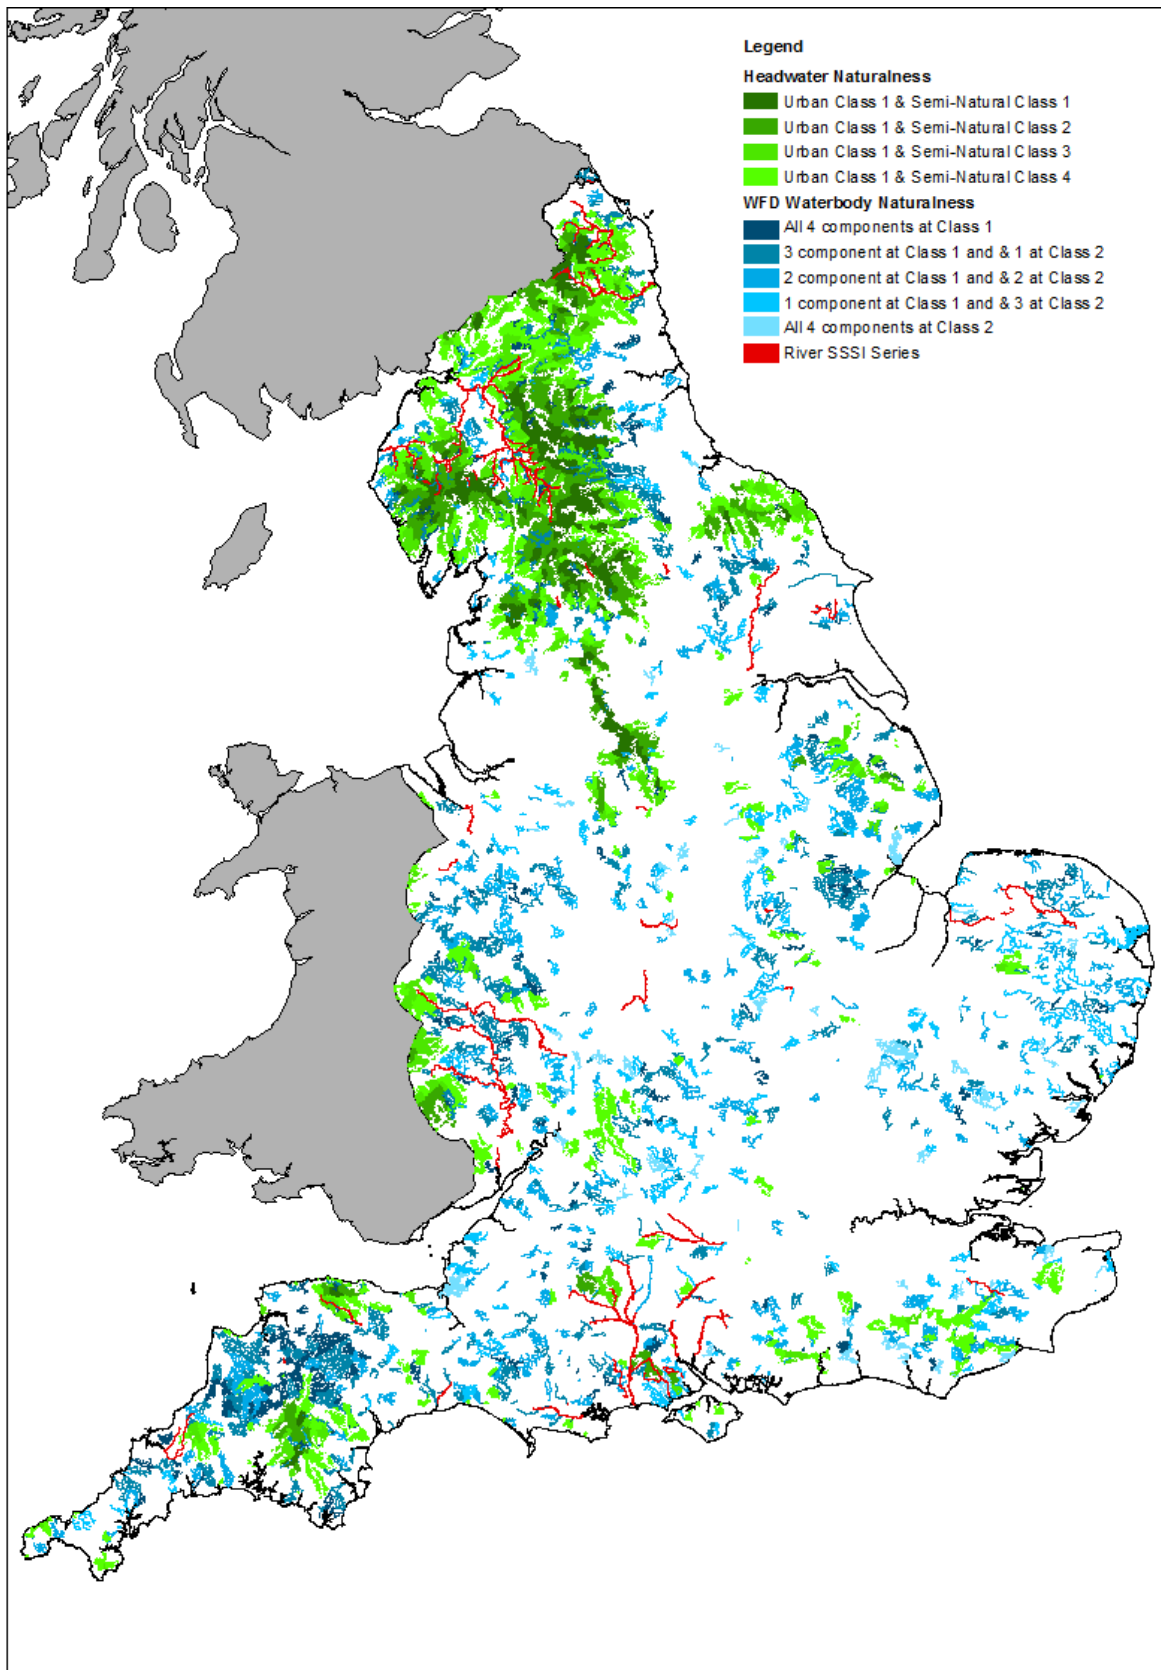 Legend
Headwater Naturalness
Urban Class 1 & Semi-Natural Class 1
Urban Class 1 & Semi-Natural Class 2
Urban Class 1 & Semi-Natural Class 3
Urban Class 1 & Semi-Natural Class 4
WFD Waterbody Naturalness
All 4 components at Class 1
3 component at Class 1 and & 1 at Class 2
2 component at Class 1 and & 2 at Class 2
1 component at Class 1 and & 3 at Class 2
All 4 components at Class 2
River SSSI Series